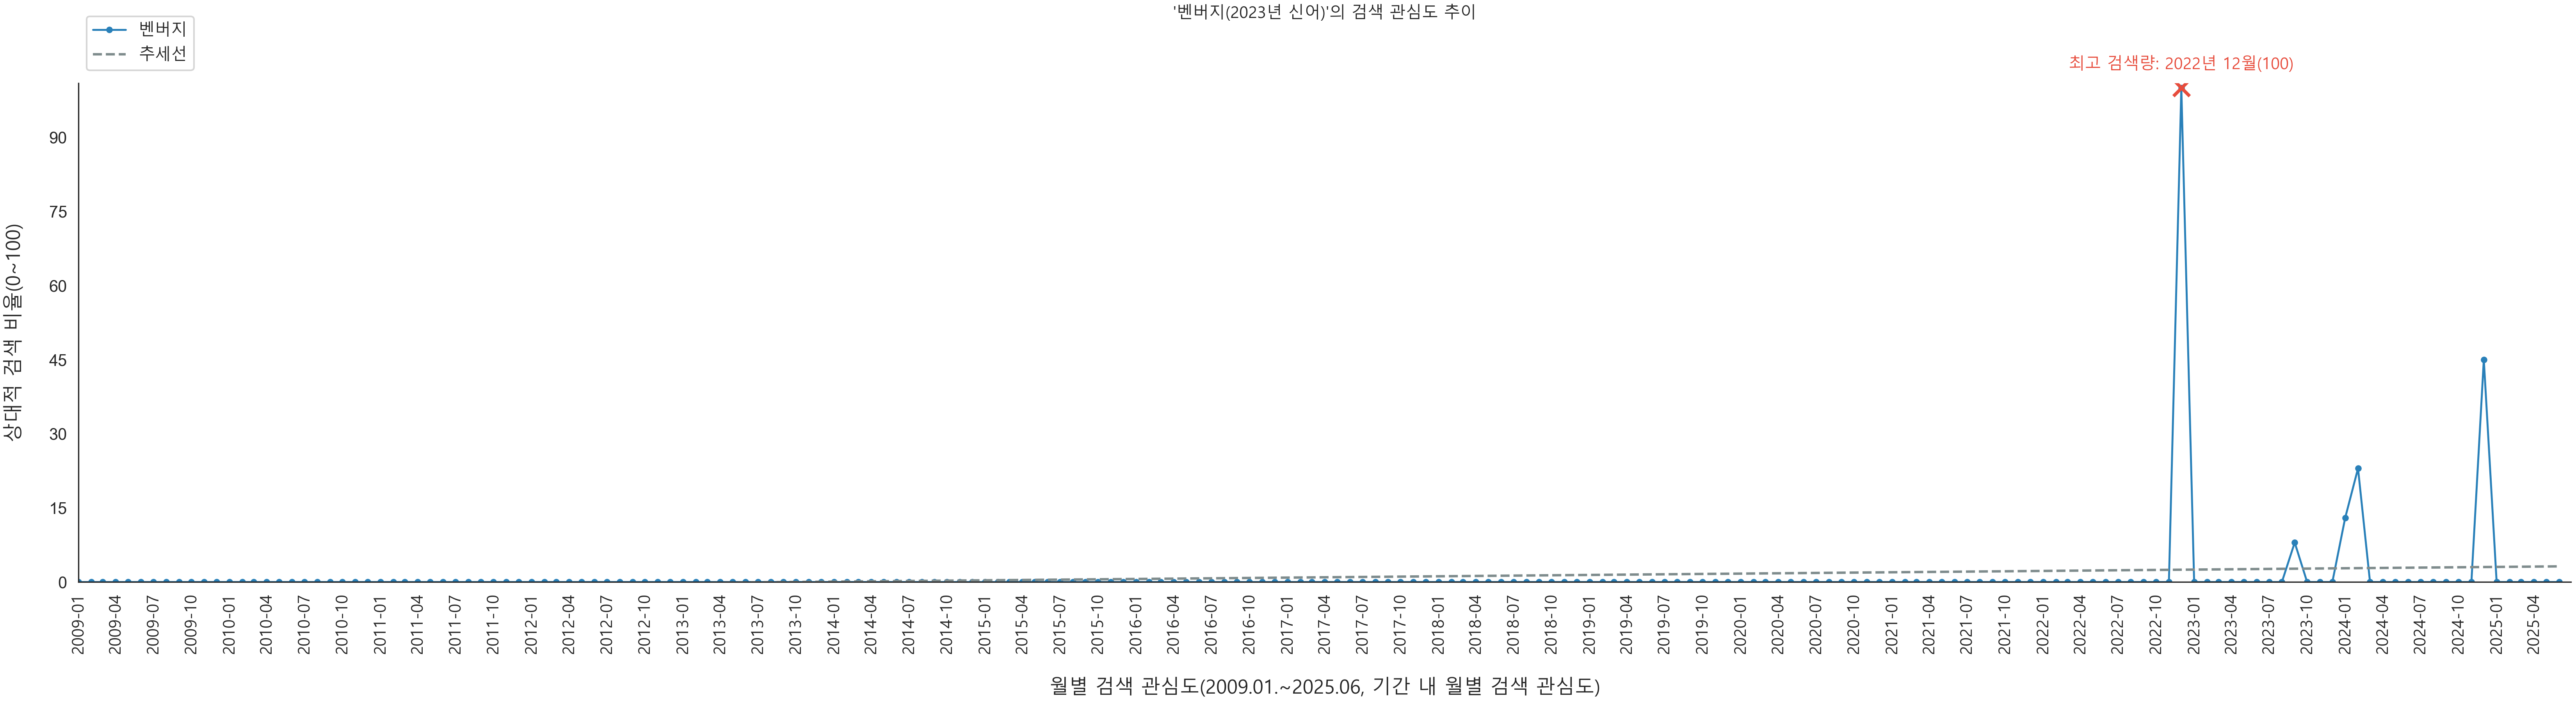 '벤버지(2023년 신어)'의 검색 관심도 추이
벤버지
추세선
최고 검색량: 2022년 12월(100)
상대적 검색 비율(0~100)
90
75
60
45
30
15
0
2009-01 2009-04 2009-07 2009-10 2010-01 2010-04 2010-07 2010-10 2011-01 2011-04 2011-07 2011-10 2012-01 2012-04 2012-07 2012-10 2013-01 2013-04 2013-07 2013-10 2014-01 2014-04 2014-07 2014-10 2015-01 2015-04 2015-07 2015-10 2016-01 2016-04 2016-07 2016-10 2017-01 2017-04 2017-07 2017-10 2018-01 2018-04 2018-07 2018-10 2019-01 2019-04 2019-07 2019-10 2020-01 2020-04 2020-07 2020-10 2021-01 2021-04 2021-07 2021-10 2022-01 2022-04 2022-07 2022-10 2023-01 2023-04 2023-07 2023-10 2024-01 2024-04 2024-07 2024-10 2025-01 2025-04
월별 검색 관심도(2009.01.~2025.06, 기간 내 월별 검색 관심도)